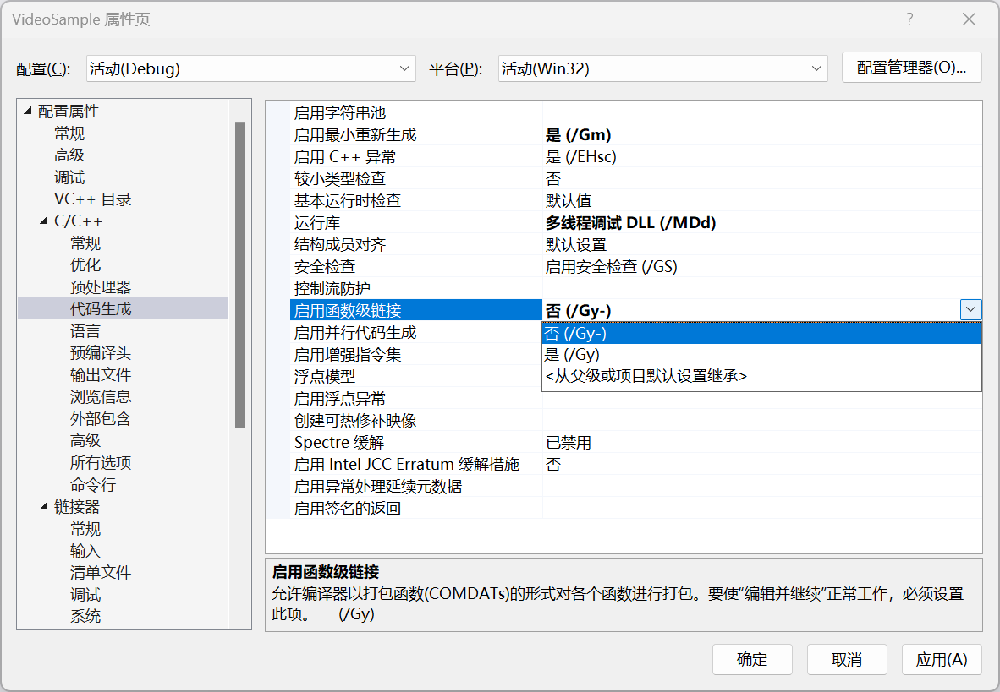 VideoSample 属性页
?
配置(C):
活动(Debug)
平台(P):
活动(Win32)
配置管理器(O)...
配置属性
常规
高级
调试
VC++ 目录
C/C++
常规
优化
预处理器
代码生成
语言
预编译头
输出文件
浏览信息
外部包含
高级
所有选项
命令行
链接器
常规
输入
清单文件
调试
系统
启用字符串池
启用最小重新生成 是 (/Gm)
启用 C++ 异常 是 (/EHsc)
较小类型检查 否
基本运行时检查 默认值
运行库 多线程调试 DLL (/MDd)
结构成员对齐 默认设置
安全检查 启用安全检查 (/GS)
控制流防护
启用函数级链接 否 (/Gy-)
启用并行代码生成 否 (/Gy-)
启用增强指令集 是 (/Gy)
浮点模型 <从父级或项目默认设置继承>
启用浮点异常
创建可热修补映像
Spectre 缓解 已禁用
启用 Intel JCC Erratum 缓解措施 否
启用异常处理延续元数据
启用签名的返回
启用函数级链接
允许编译器以打包函数(COMDATs)的形式对各个函数进行打包。要使“编辑并继续”正常工作，必须设置
此项。 (/Gy)
确定
取消
应用(A)